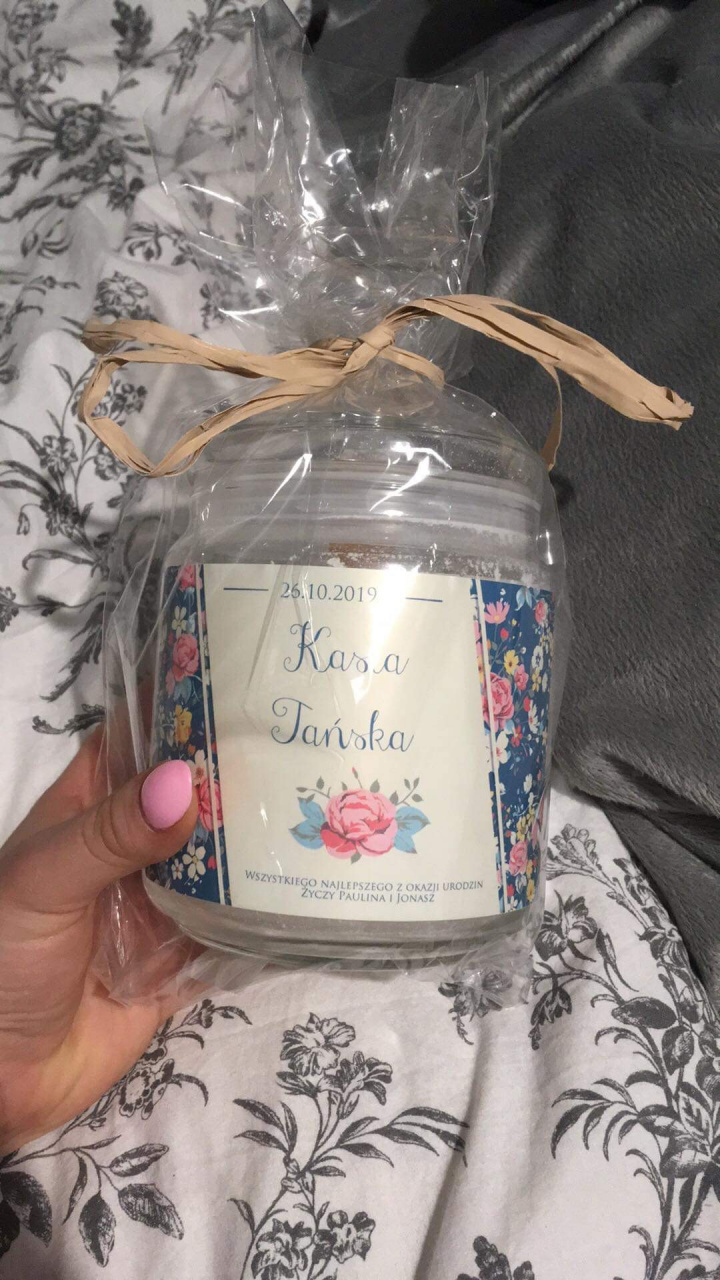 26.10.2019
Kasia
Tańska
Wszystkiego najlepszego z okazji urodzin
Życzy Paulina i Jonasz